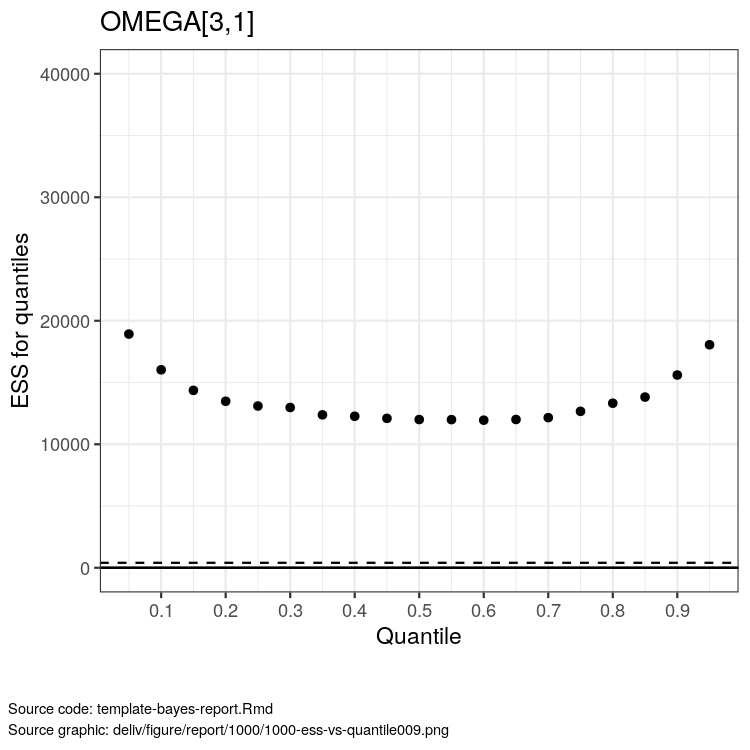 OMEGA[3,1]
40000
30000
20000
10000
0
ESS for quantiles
0.1 0.2 0.3 0.4 0.5 0.6 0.7 0.8 0.9
Quantile
Source code: template-bayes-report.Rmd
Source graphic: deliv/figure/report/1000/1000-ess-vs-quantile009.png